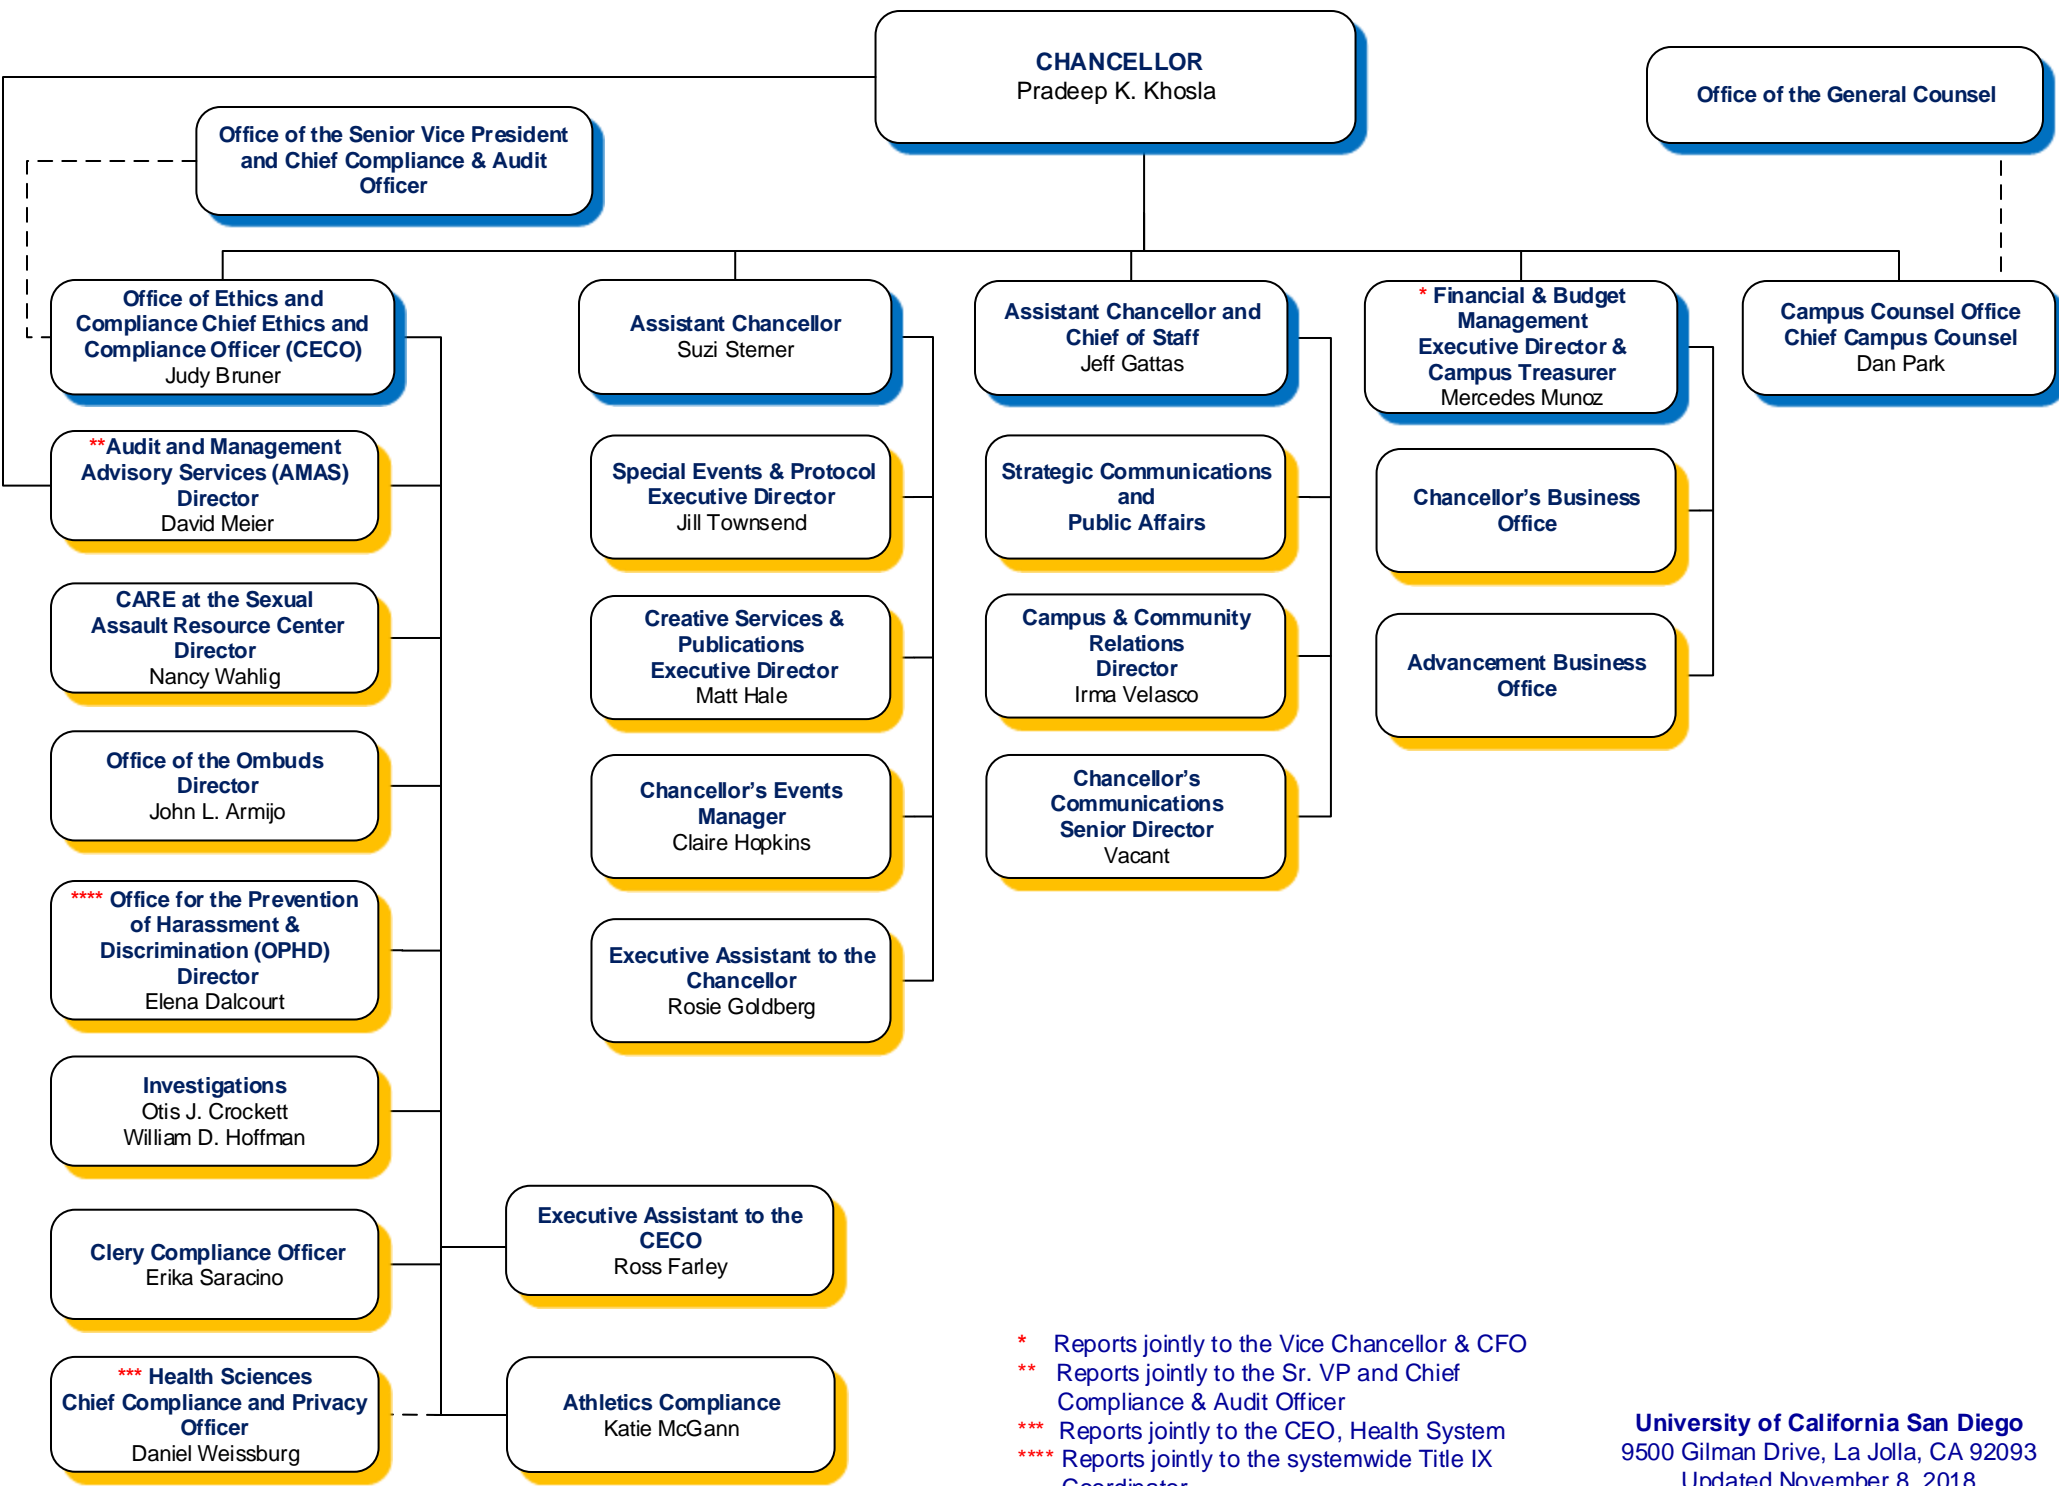 CHANCELLOR
Pradeep K. Khosla
Office of the General Counsel
Office of the Senior Vice President
and Chief Compliance & Audit
Officer
Office of Ethics and
Compliance Chief Ethics and
Compliance Officer (CECO)
Judy Bruner
Assistant Chancellor
Suzi Sterner
Assistant Chancellor and
Chief of Staff
Jeff Gattas
* Financial & Budget
Management
Executive Director &
Campus Treasurer
Mercedes Munoz
Campus Counsel Office
Chief Campus Counsel
Dan Park
**Audit and Management
Advisory Services (AMAS)
Director
David Meier
CARE at the Sexual
Assault Resource Center
Director
Nancy Wahlig
Office of the Ombuds
Director
John L. Armijo
**** Office for the Prevention
of Harassment &
Discrimination (OPHD)
Director
Elena Dalcourt
Investigations
Otis J. Crockett
William D. Hoffman
Clery Compliance Officer
Erika Saracino
*** Health Sciences
Chief Compliance and Privacy
Officer
Daniel Weissburg
Executive Assistant to the
CECO
Ross Farley
Athletics Compliance
Katie McGann
Special Events & Protocol
Executive Director
Jill Townsend
Creative Services &
Publications
Executive Director
Matt Hale
Chancellor’s Events
Manager
Claire Hopkins
Executive Assistant to the
Chancellor
Rosie Goldberg
Strategic Communications
and
Public Affairs
Campus & Community
Relations
Director
Irma Velasco
Chancellor’s
Communications
Senior Director
Vacant
Chancellor’s Business
Office
Advancement Business
Office
* Reports jointly to the Vice Chancellor & CFO
** Reports jointly to the Sr. VP and Chief
Compliance & Audit Officer
*** Reports jointly to the CEO, Health System
**** Reports jointly to the systemwide Title IX
Coordinator
University of California San Diego
9500 Gilman Drive, La Jolla, CA 92093
Updated November 8, 2018